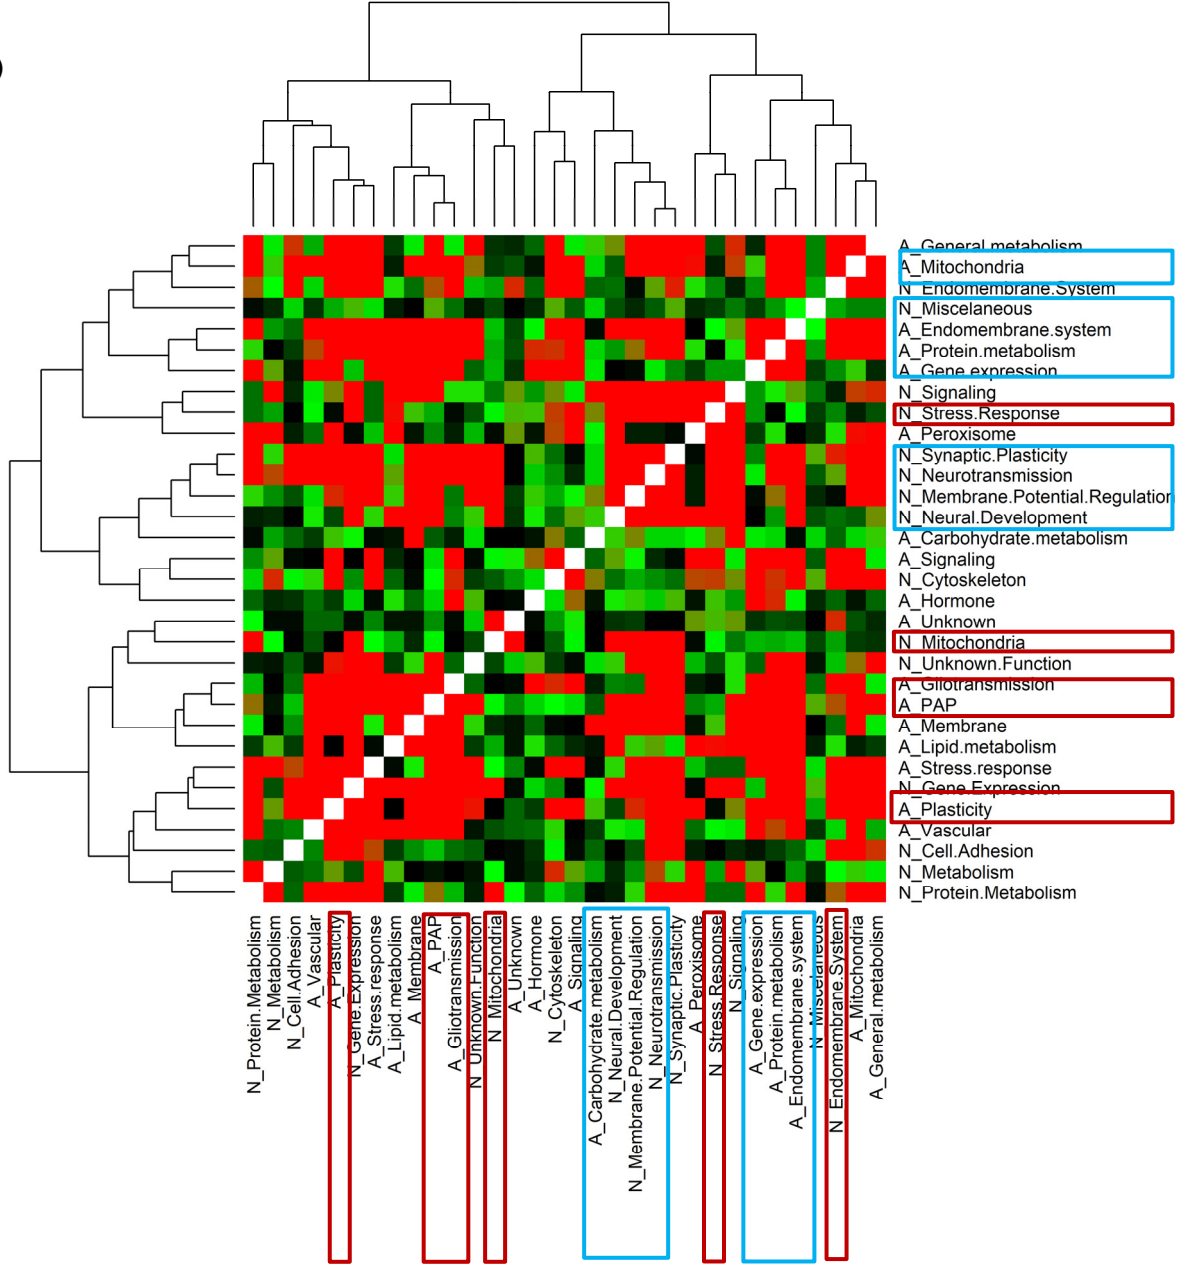 )
A_General.metabolism
A_Mitochondria
N_Endomembrane.System
N_Miscelaneous
A_Endomembrane.system
A_Protein.metabolism
A_Gene.expression
N_Signaling
N_Stress.Response
A_Peroxisome
N_Synaptic.Plasticity
N_Neurotransmission
N_Membrane.Potential.Regulation
N_Neural.Development
A_Carbohydrate.metabolism
A_Signaling
N_Cytoskeleton
A_Hormone
A_Unknown
N_Mitochondria
N_Unknown.Function
A_Gliotransmission
A_PAP
A_Membrane
A_Lipid.metabolism
A_Stress.response
N_Gene.Expression
A_Plasticity
A_Vascular
N_Cell.Adhesion
N_Metabolism
N_Protein.Metabolism
N_Protein.Metabolism
N_Metabolism
N_Cell.Adhesion
A_Vascular
A_Plasticity
N_Gene.Expression
A_Stress.response
A_Lipid.metabolism
A_Membrane
A_PAP
A_Gliotransmission
N_Unknown.Function
N_Mitochondria
A_Unknown
A_Hormone
N_Cytoskeleton
A_Signaling
A_Carbohydrate.metabolism
N_Neural.Development
N_Membrane.Potential.Regulation
N_Neurotransmission
N_Synaptic.Plasticity
A_Peroxisome
N_Stress.Response
N_Signaling
A_Gene.expression
A_Protein.metabolism
A_Endomembrane.system
N_Miscelaneous
N_Endomembrane.System
A_Mitochondria
A_General.metabolism